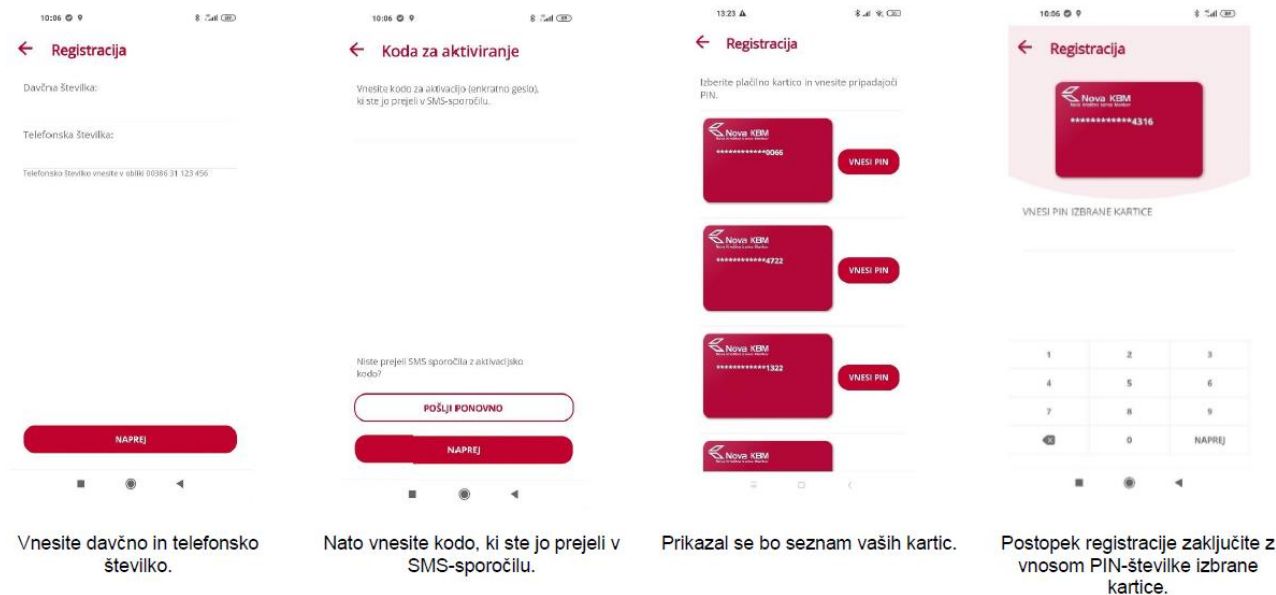 10:06
Registracija
Davčna številka:
Telefonska številka:
Telefonsko številko vnesite v obliki 00386 31 123 456
NAPREJ
Vnesite davčno in telefonsko
številko.
10:06
Koda za aktiviranje
Vnesite kodo za aktivacijo (enkratno geslo),
ki ste jo prejeli v SMS-sporočilu.
Niste prejeli SMS sporočila z aktivacijsko
kodo?
POŠLJI PONOVNO
NAPREJ
Nato vnesite kodo, ki ste jo prejeli v
SMS-sporočilu.
13:23
Registracija
Izberite plačilno kartico in vnesite pripadajoči
PIN.
Nova KBM
************0066
VNESI PIN
Nova KBM
************4722
VNESI PIN
Nova KBM
************1322
VNESI PIN
Nova KBM
Prikazal se bo seznam vaših kartic.
10:06
Registracija
Nova KBM
************4316
VNESI PIN IZBRANE KARTICE
1 2 3
4 5 6
7 8 9
0 NAPREJ
Postopek registracije zaključite z
vnosom PIN-številke izbrane
kartice.